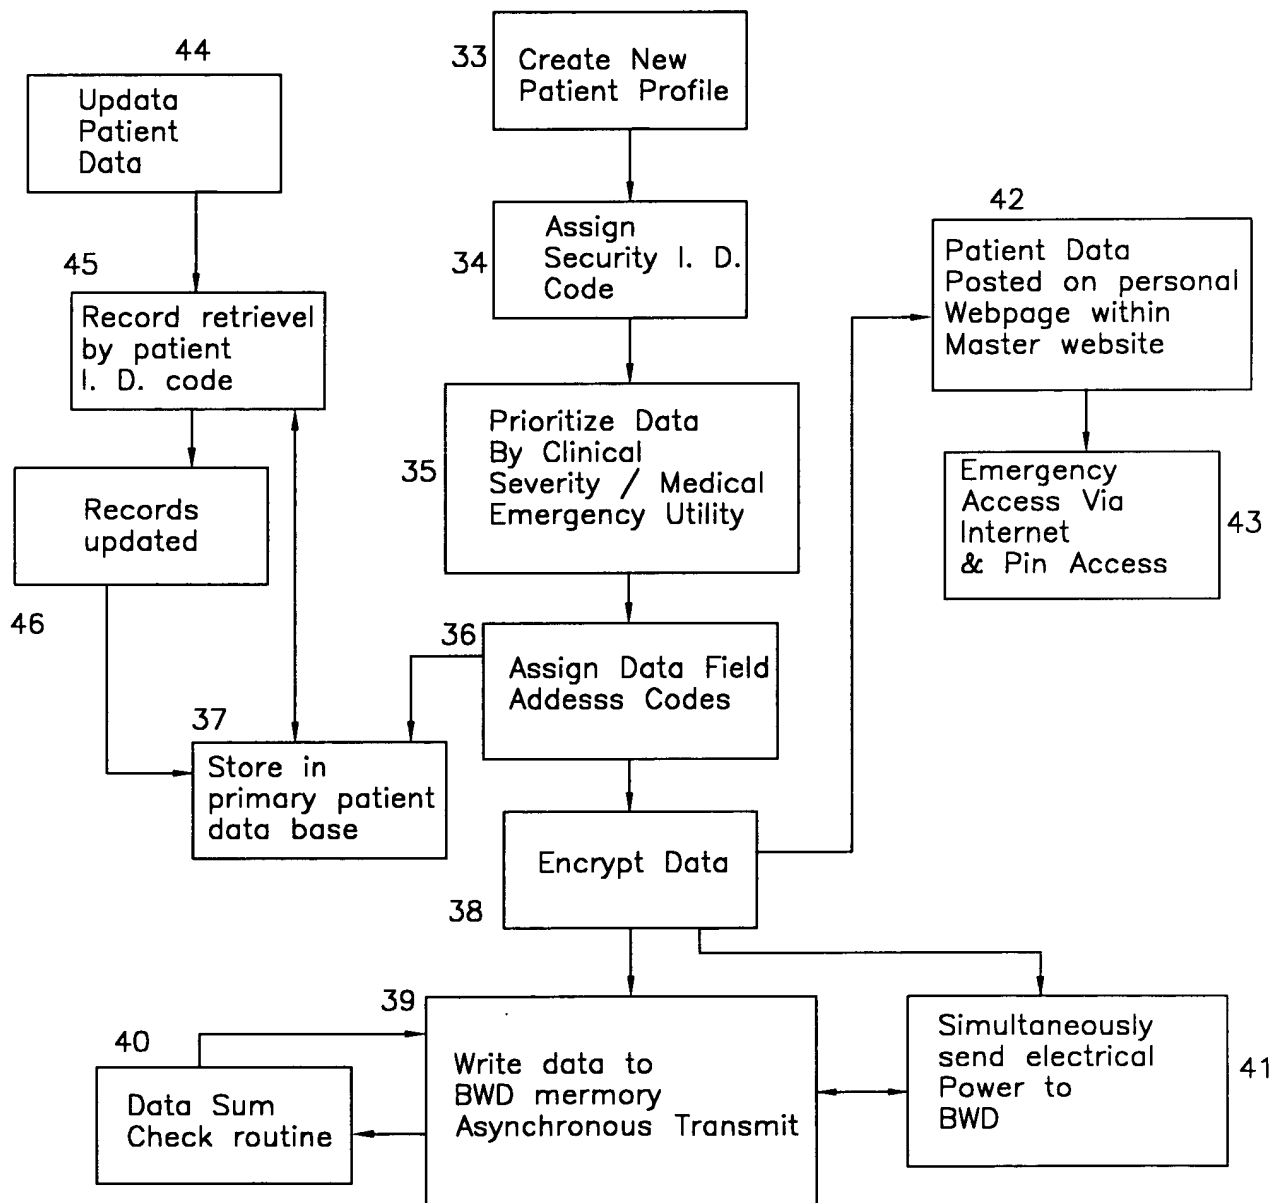 44
Updata
Patient
Data
33
Create New
Patient Profile
34
Assign
Security I. D.
Code
42
Patient Data
Posted on personal
Webpage within
Master website
45
Record retrievel
by patient
I. D. code
35
Prioritize Data
By Clinical
Severity / Medical
Emergency Utility
Emergency
Access Via
Internet
& Pin Access
43
Records
updated
46
36
Assign Data Field
Addesss Codes
37
Store in
primary patient
data base
Encrypt Data
38
39
Write data to
BWD mermory
Asynchronous Transmit
40
Data Sum
Check routine
Simultaneously
send electrical
Power to
BWD
41